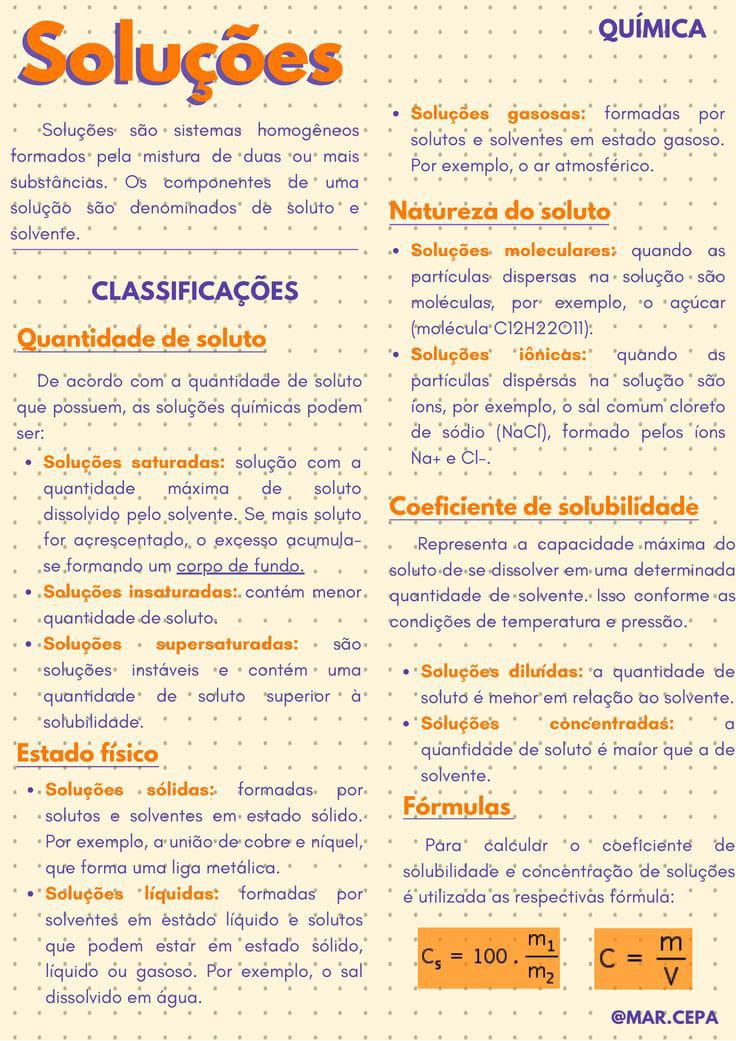 Soluções
Soluções são sistemas homogêneos
formados pela mistura de duas ou mais
substâncias. Os componentes de uma
solução são denominados de soluto e
solvente.
CLASSIFICAÇÕES
Quantidade de soluto
De acordo com a quantidade de soluto
que possuem, as soluções químicas podem
ser:
• Soluções saturadas: solução com a
quantidade máxima de soluto
dissolvido pelo solvente. Se mais soluto
for acrescentado, o excesso acumula-
se formando um corpo de fundo.
• Soluções insaturadas: contém menor
quantidade de soluto.
• Soluções supersaturadas: são
soluções instáveis e contém uma
quantidade de soluto superior à
solubilidade.
Estado físico
• Soluções sólidas: formadas por
solutos e solventes em estado sólido.
Por exemplo, a união de cobre e níquel,
que forma uma liga metálica.
• Soluções líquidas: formadas por
solventes em estado líquido e solutos
que podem estar em estado sólido,
líquido ou gasoso. Por exemplo, o sal
dissolvido em água.
QUÍMICA
• Soluções gasosas: formadas por
solutos e solventes em estado gasoso.
Por exemplo, o ar atmosférico.
Natureza do soluto
• Soluções moleculares: quando as
partículas dispersas na solução são
moléculas, por exemplo, o açúcar
(molécula C12H22O11).
• Soluções iônicas: quando as
partículas dispersas na solução são
íons, por exemplo, o sal comum cloreto
de sódio (NaCl), formado pelos íons
Na+ e Cl-.
Coeficiente de solubilidade
Representa a capacidade máxima do
soluto de se dissolver em uma determinada
quantidade de solvente. Isso conforme as
condições de temperatura e pressão.
• Soluções diluídas: a quantidade de
soluto é menor em relação ao solvente.
• Soluções concentradas: a
quantidade de soluto é maior que a de
solvente.
Fórmulas
Para calcular o coeficiente de
solubilidade e concentração de soluções
é utilizada as respectivas fórmula:
Cs = 100 . m1/m2
C = m/V
@MAR.CEPA